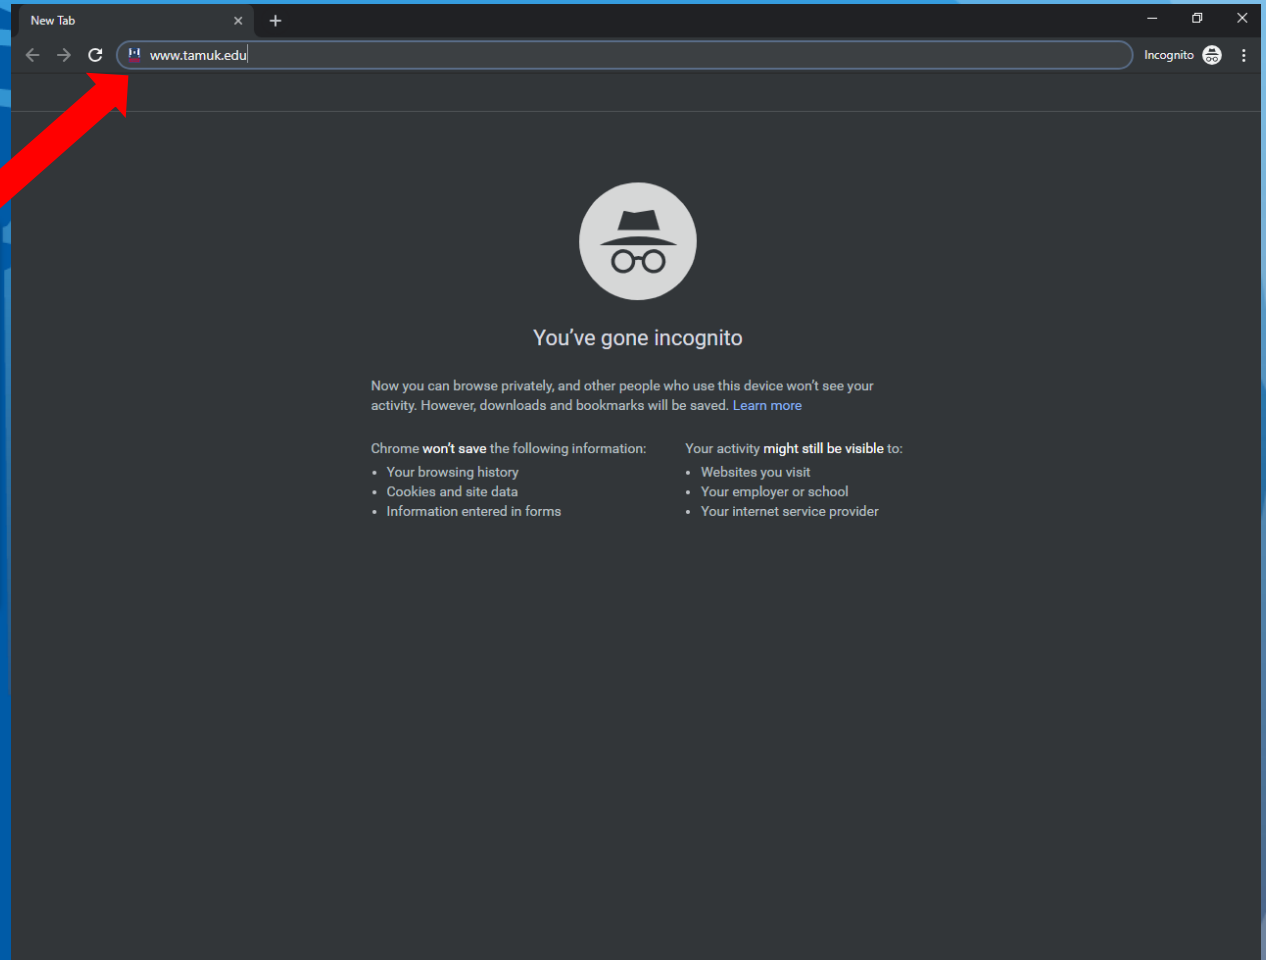 New Tab
www.tamuk.edu
Incognito
You've gone incognito
Now you can browse privately, and other people who use this device won't see your
activity. However, downloads and bookmarks will be saved. Learn more
Chrome won't save the following information:
Your browsing history
Cookies and site data
Information entered in forms
Your activity might still be visible to:
Websites you visit
Your employer or school
Your internet service provider